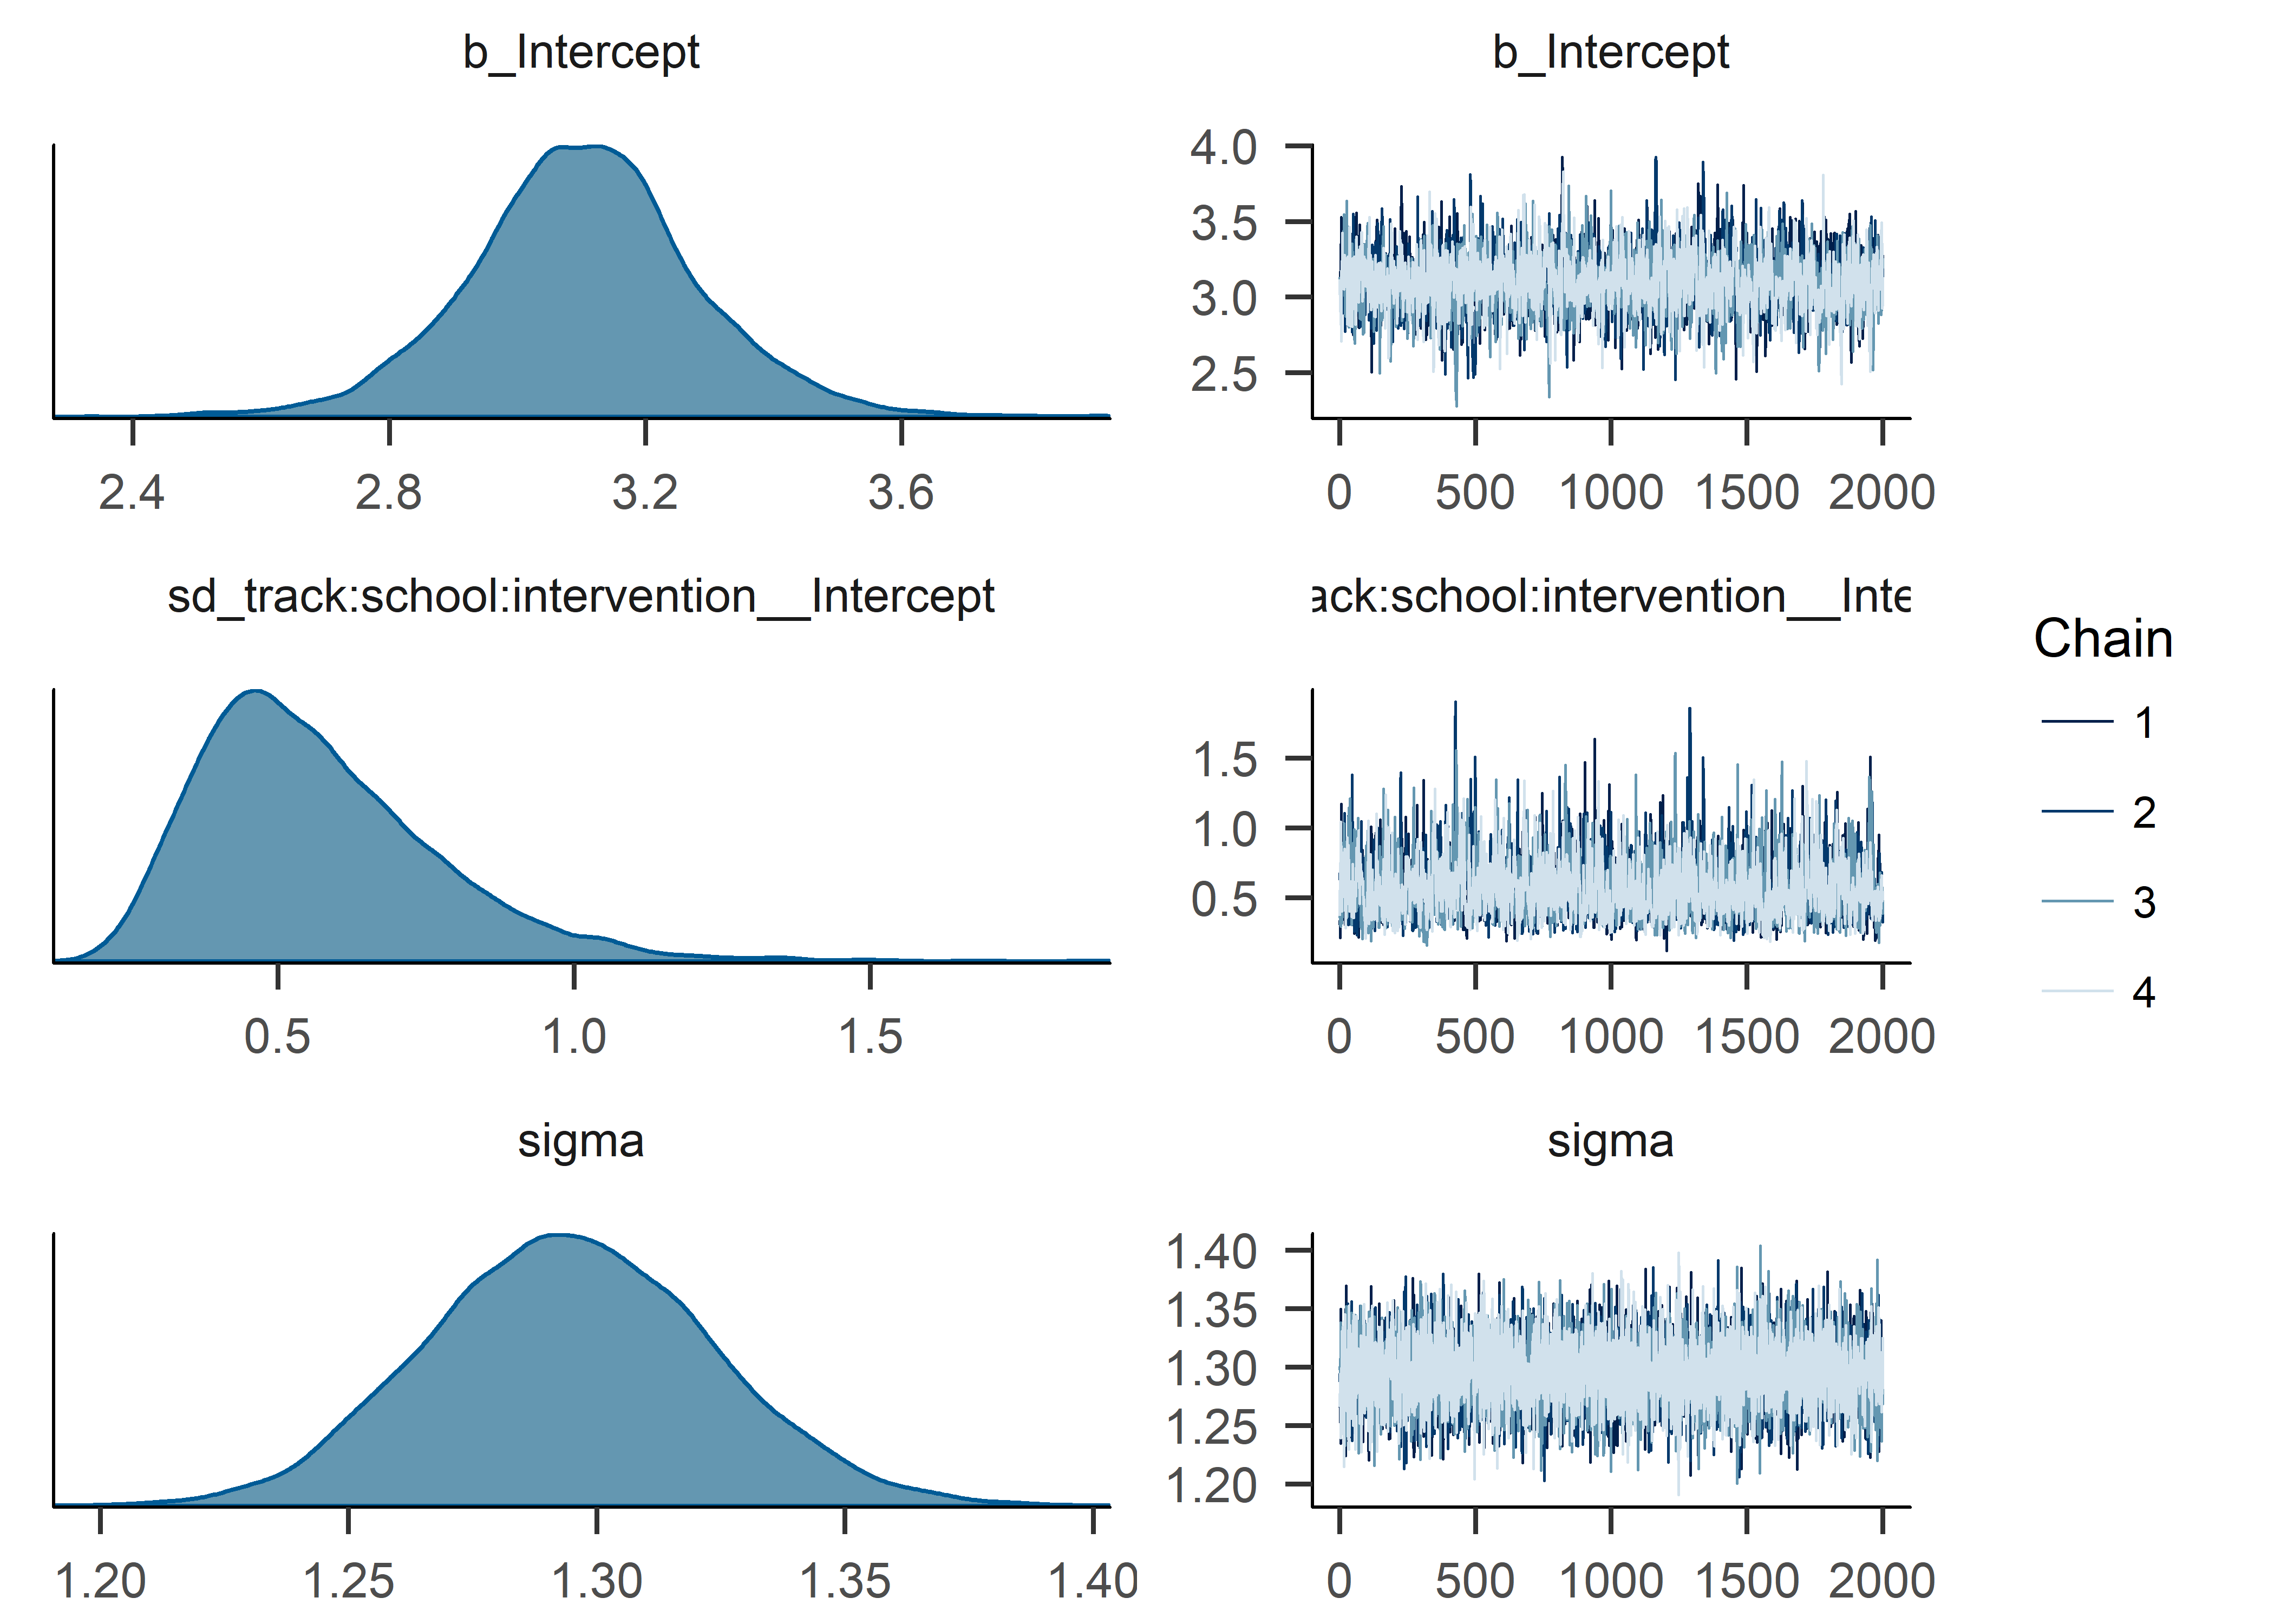 b_Intercept
b_Intercept
4.0
3.5
3.0
2.5
2.4 2.8 3.2 3.6
0 500 1000 1500 2000
sd_track:school:intervention__Intercept
ack:school:intervention__Inte
1.5
1.0
0.5
0.5 1.0 1.5
0 500 1000 1500 2000
Chain
1
2
3
4
sigma
sigma
1.40
1.35
1.30
1.25
1.20
1.20 1.25 1.30 1.35 1.40
0 500 1000 1500 2000